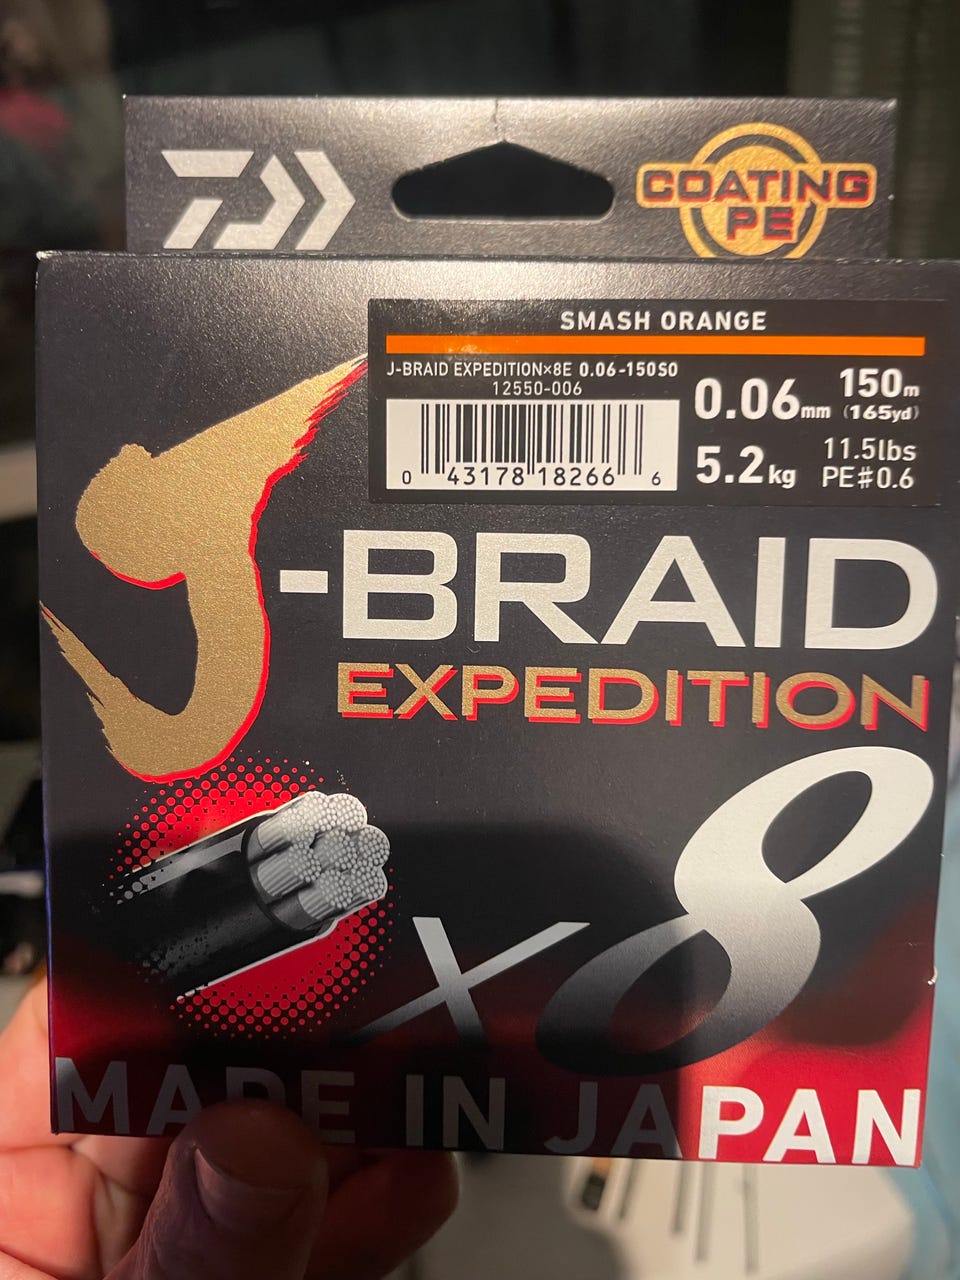 COATING
PE
SMASH ORANGE
J-BRAID EXPEDITION×8E 0.06-150SO
12550-006
0.06mm 150m
(165yd)
5.2kg 11.5lbs
PE#0.6
0 43178 18266 6
J-BRAID
EXPEDITION
x8
MADE IN JAPAN